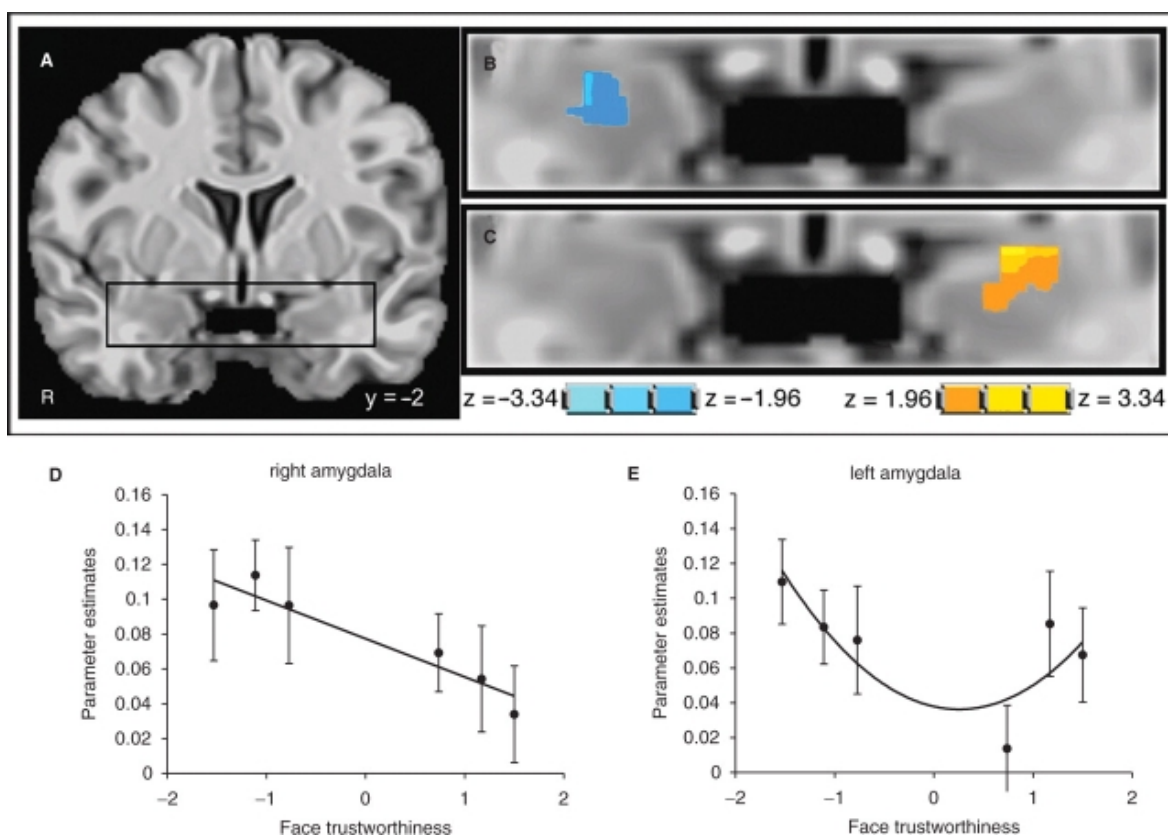 A
B
C
R
y = −2
z = −3.34
z = −1.96
z = 1.96
z = 3.34
D
right amygdala
Parameter estimates
0.16
0.14
0.12
0.10
0.08
0.06
0.04
0.02
0
−2
−1
0
1
2
Face trustworthiness
E
left amygdala
Parameter estimates
0.16
0.14
0.12
0.1
0.08
0.06
0.04
0.02
0
−2
−1
0
1
2
Face trustworthiness